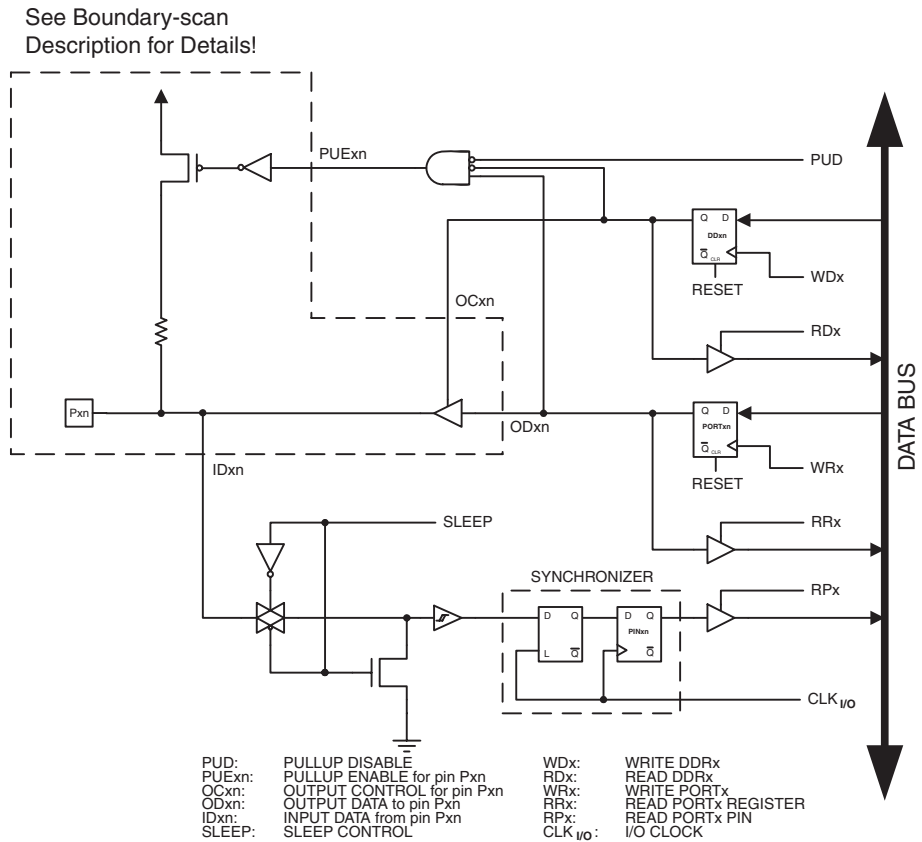 See Boundary-scan
Description for Details!
PUExn
PUD
Q D
DDxn
Q CLR
RESET
WDx
OCxn
RDx
Pxn
ODxn
Q D
PORTxn
Q CLR
RESET
WRx
IDxn
SLEEP
RRx
SYNCHRONIZER
RPx
D Q
L Q
D Q
PINxn
Q
CLK I/O
DATA BUS
PUD: PULLUP DISABLE
PUExn: PULLUP ENABLE for pin Pxn
OCxn: OUTPUT CONTROL for pin Pxn
ODxn: OUTPUT DATA to pin Pxn
IDxn: INPUT DATA from pin Pxn
SLEEP: SLEEP CONTROL
WDx: WRITE DDRx
RDx: READ DDRx
WRx: WRITE PORTx
RRx: READ PORTx REGISTER
RPx: READ PORTx PIN
CLK I/O: I/O CLOCK